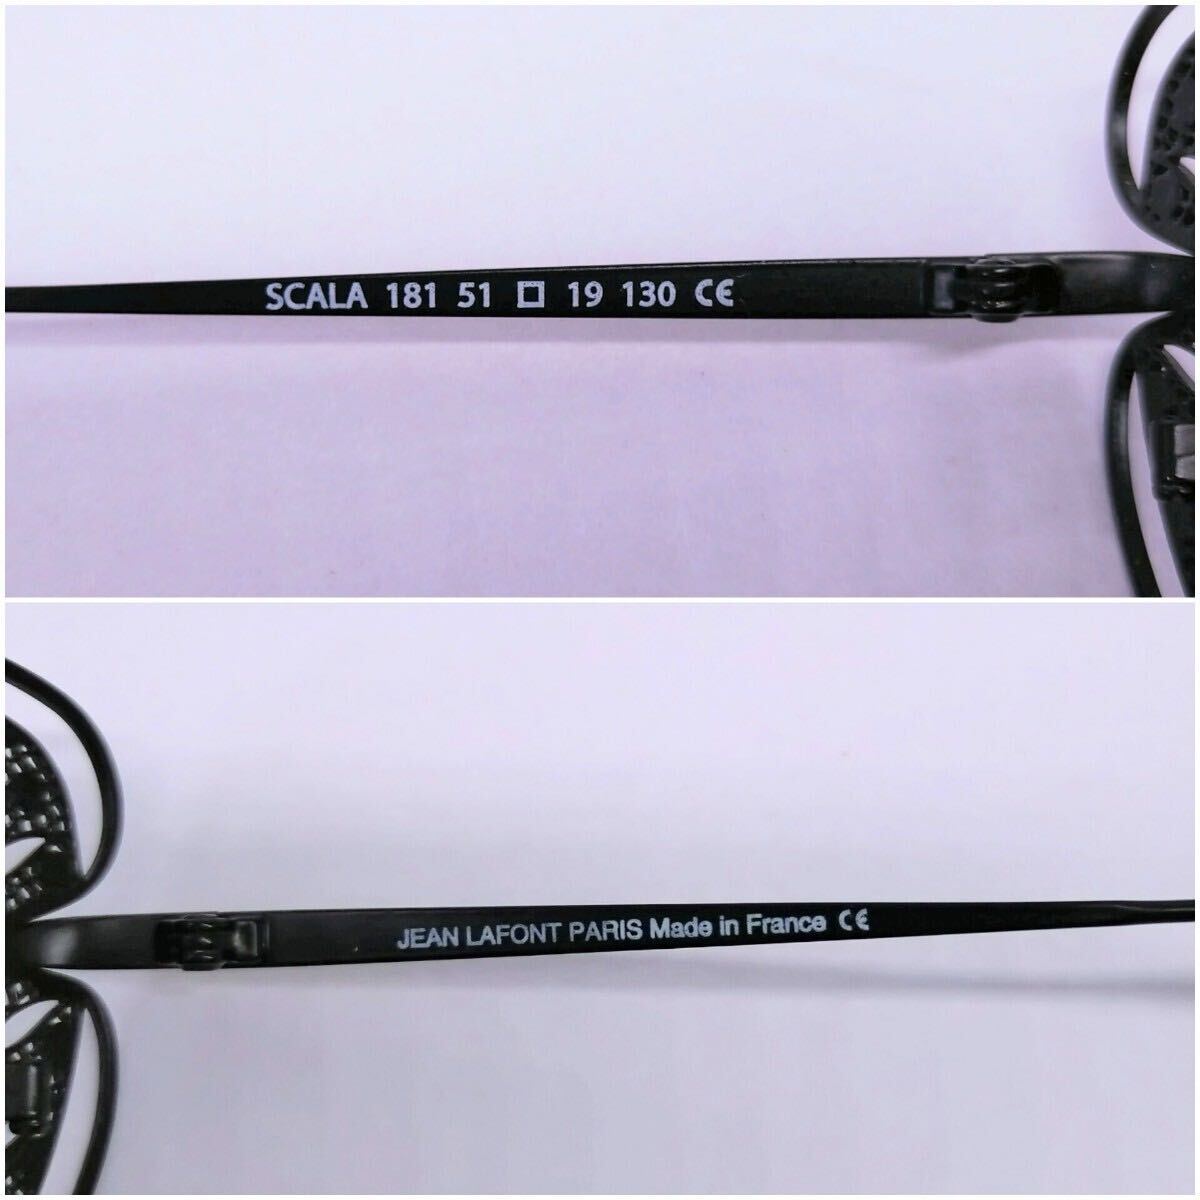 SCALA 181 51 □ 19 130 CE
JEAN LAFONT PARIS Made in France CE